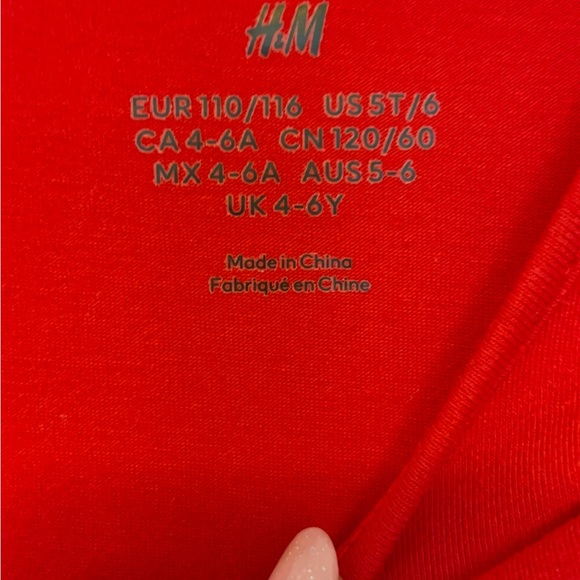 H&M
EUR 110/116 US 5T/6
CA 4-6A CN 120/60
MX 4-6A AUS 5-6
UK 4-6Y
Made in China
Fabriqué en Chine